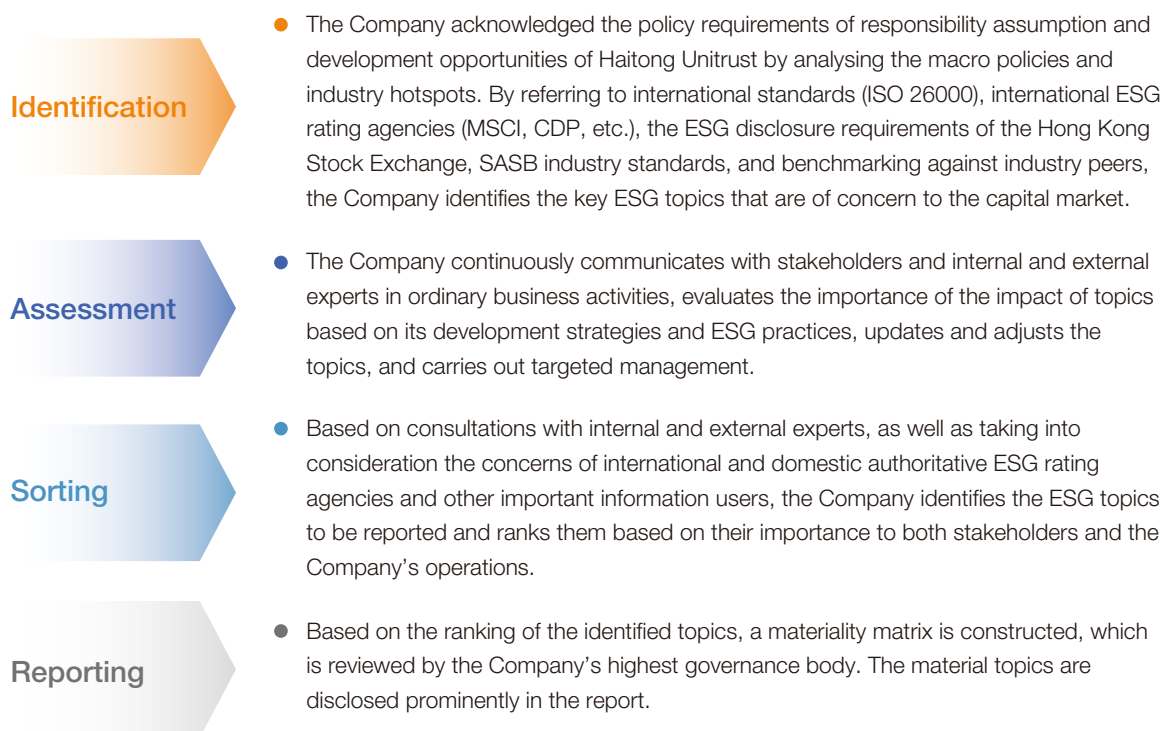 Identification
● The Company acknowledged the policy requirements of responsibility assumption and
development opportunities of Haitong Unitrust by analysing the macro policies and
industry hotspots. By referring to international standards (ISO 26000), international ESG
rating agencies (MSCI, CDP, etc.), the ESG disclosure requirements of the Hong Kong
Stock Exchange, SASB industry standards, and benchmarking against industry peers,
the Company identifies the key ESG topics that are of concern to the capital market.
Assessment
● The Company continuously communicates with stakeholders and internal and external
experts in ordinary business activities, evaluates the importance of the impact of topics
based on its development strategies and ESG practices, updates and adjusts the
topics, and carries out targeted management.
Sorting
● Based on consultations with internal and external experts, as well as taking into
consideration the concerns of international and domestic authoritative ESG rating
agencies and other important information users, the Company identifies the ESG topics
to be reported and ranks them based on their importance to both stakeholders and the
Company’s operations.
Reporting
● Based on the ranking of the identified topics, a materiality matrix is constructed, which
is reviewed by the Company’s highest governance body. The material topics are
disclosed prominently in the report.